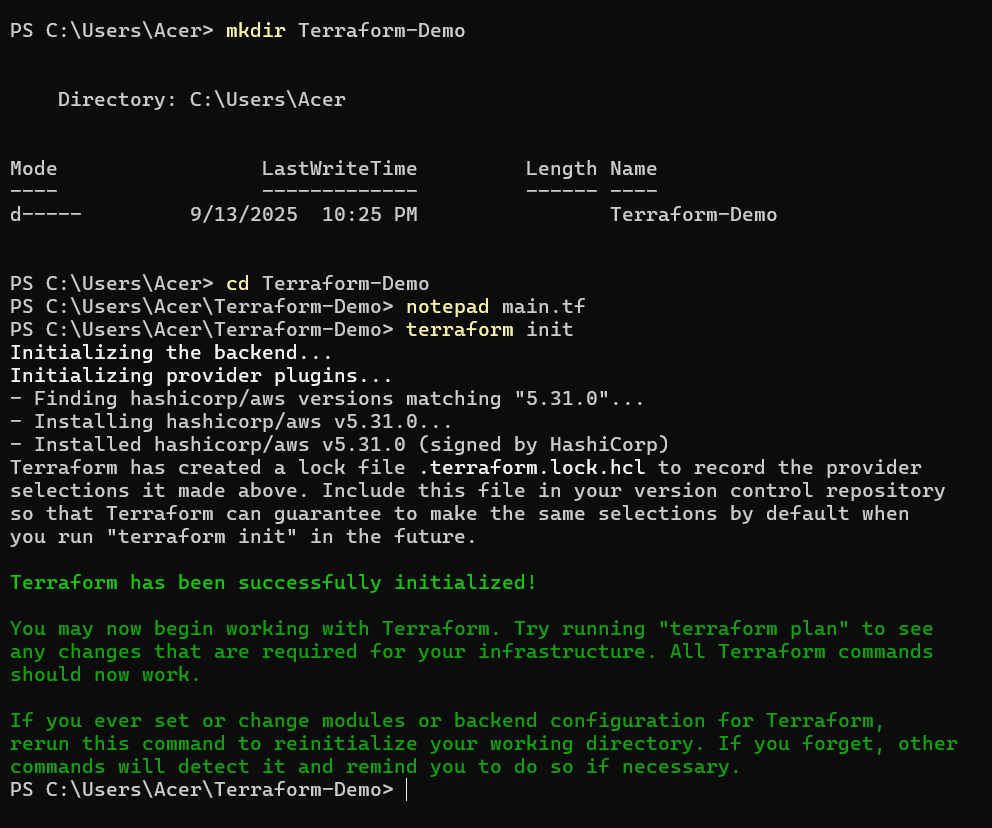 PS C:\Users\Acer> mkdir Terraform-Demo
Directory: C:\Users\Acer
Mode LastWriteTime Length Name
---- ------------- ------ ----
d----- 9/13/2025 10:25 PM Terraform-Demo
PS C:\Users\Acer> cd Terraform-Demo
PS C:\Users\Acer\Terraform-Demo> notepad main.tf
PS C:\Users\Acer\Terraform-Demo> terraform init
Initializing the backend...
Initializing provider plugins...
- Finding hashicorp/aws versions matching "5.31.0"...
- Installing hashicorp/aws v5.31.0...
- Installed hashicorp/aws v5.31.0 (signed by HashiCorp)
Terraform has created a lock file .terraform.lock.hcl to record the provider
selections it made above. Include this file in your version control repository
so that Terraform can guarantee to make the same selections by default when
you run "terraform init" in the future.
Terraform has been successfully initialized!
You may now begin working with Terraform. Try running "terraform plan" to see
any changes that are required for your infrastructure. All Terraform commands
should now work.
If you ever set or change modules or backend configuration for Terraform,
rerun this command to reinitialize your working directory. If you forget, other
commands will detect it and remind you to do so if necessary.
PS C:\Users\Acer\Terraform-Demo>